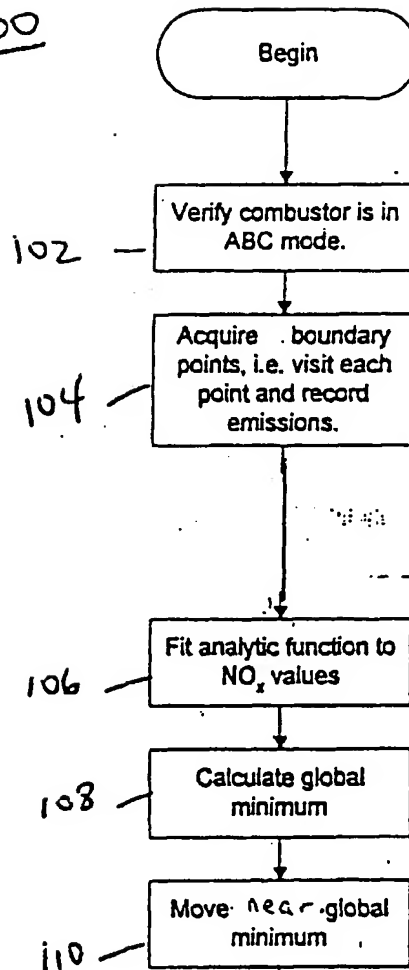 00
Begin
102
Verify combustor is in
ABC mode.
104
Acquire boundary
points, i.e. visit each
point and record
emissions.
106
Fit analytic function to
NOx values
108
Calculate global
minimum
110
Move near global
minimum